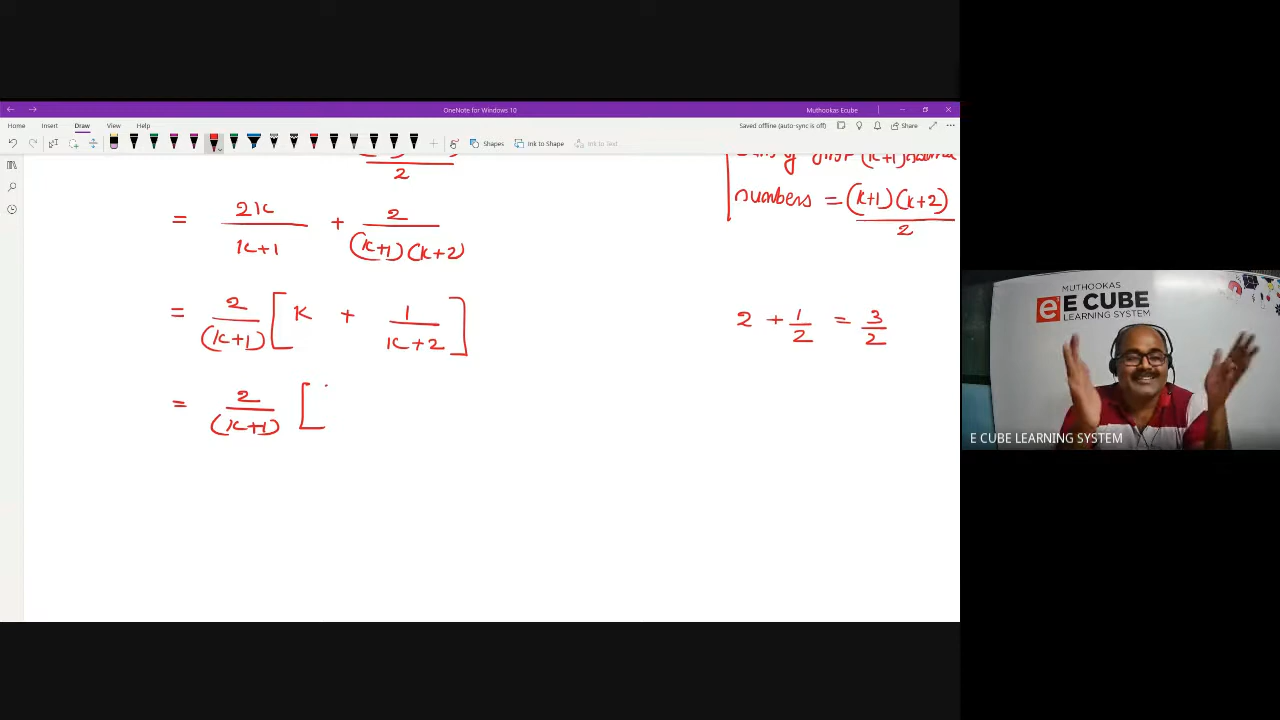 OneNote for Windows 10
Muthookas Ecube
Home Insert Draw View Help
Saved offline (auto-sync is off)
Share
Shapes
Ink to Shape
Ink to Text
2
first (k+1)
numbers = (k+1)(k+2)
2
= 2k/(k+1) + 2/((k+1)(k+2))
= 2/(k+1) [ k + 1/(k+2) ]
2 + 1/2 = 3/2
= 2/(k+1) [
MUTHOOKAS
e E CUBE
LEARNING SYSTEM
E CUBE LEARNING SYSTEM